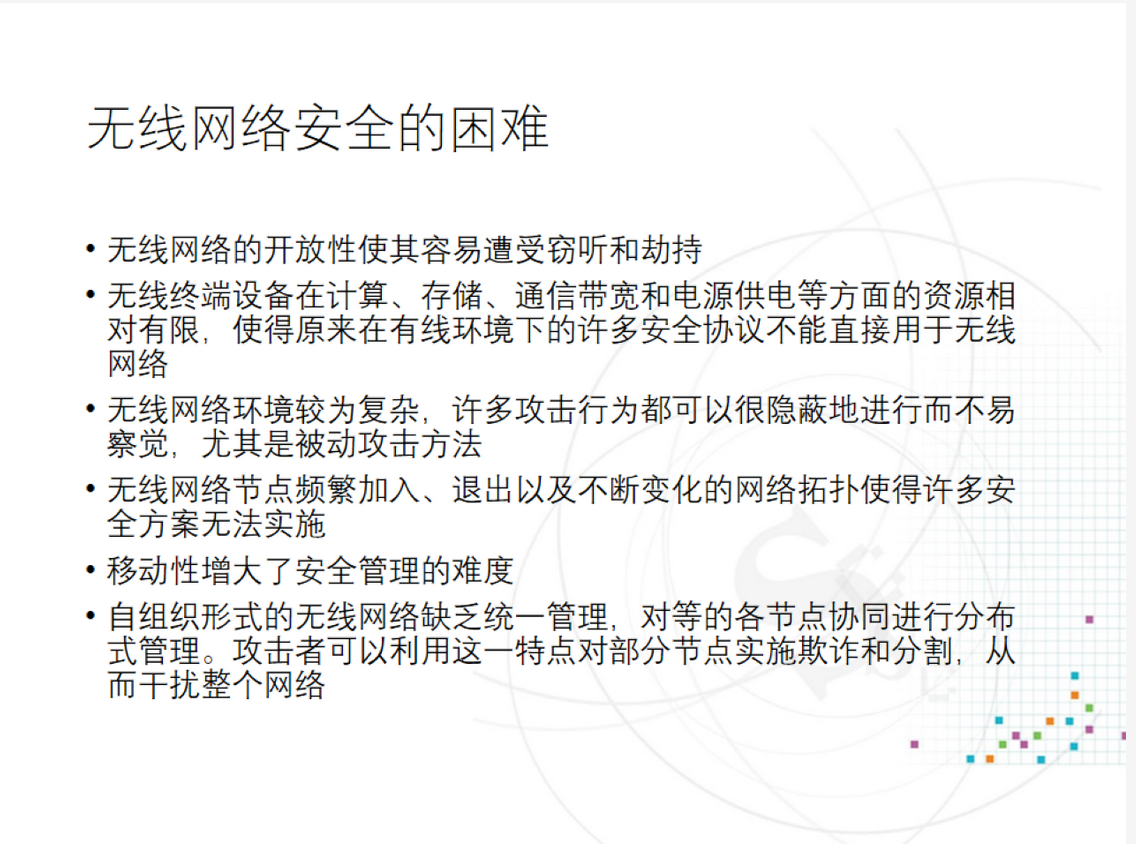 无线网络安全的困难
• 无线网络的开放性使其容易遭受窃听和劫持
• 无线终端设备在计算、存储、通信带宽和电源供电等方面的资源相
对有限，使得原来在有线环境下的许多安全协议不能直接用于无线
网络
• 无线网络环境较为复杂，许多攻击行为都可以很隐蔽地进行而不易
察觉，尤其是被动攻击方法
• 无线网络节点频繁加入、退出以及不断变化的网络拓扑使得许多安
全方案无法实施
• 移动性增大了安全管理的难度
• 自组织形式的无线网络缺乏统一管理，对等的各节点协同进行分布
式管理。攻击者可以利用这一特点对部分节点实施欺诈和分割，从
而干扰整个网络